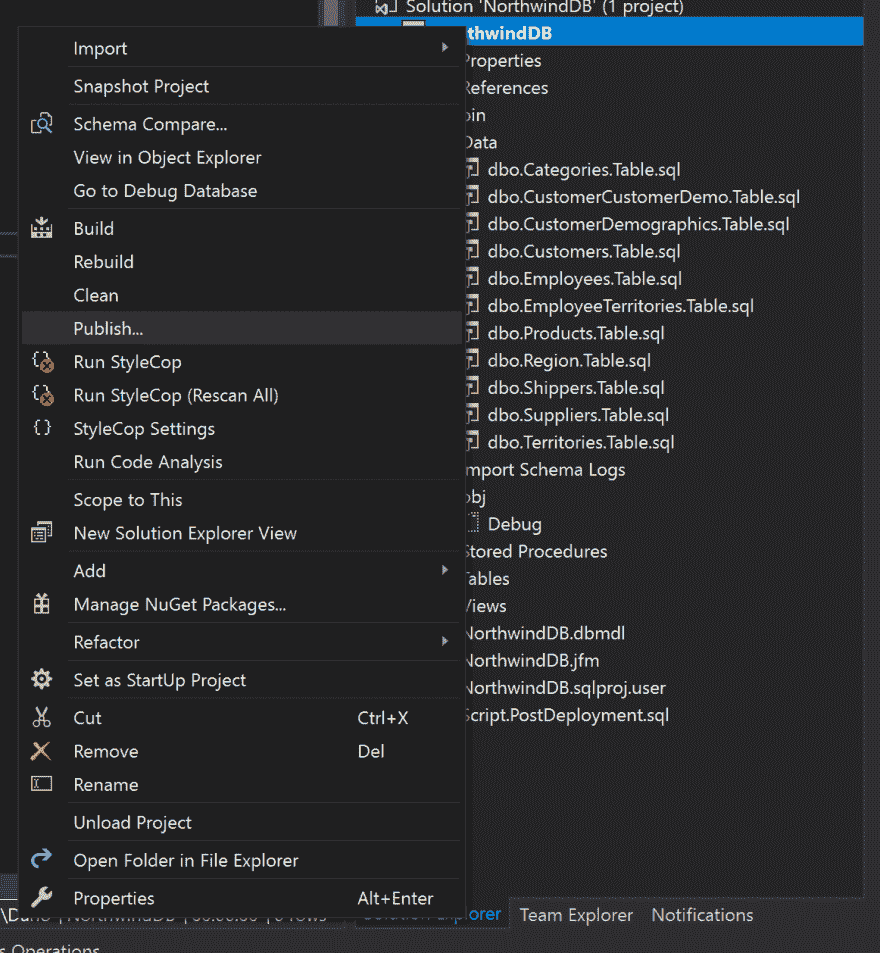 Solution 'NorthwindDB' (1 project)
thwindDB
Import
Snapshot Project
Schema Compare...
View in Object Explorer
Go to Debug Database
Build
Rebuild
Clean
Publish...
Run StyleCop
Run StyleCop (Rescan All)
StyleCop Settings
Run Code Analysis
Scope to This
New Solution Explorer View
Add
Manage NuGet Packages...
Refactor
Set as StartUp Project
Cut Ctrl+X
Remove Del
Rename
Unload Project
Open Folder in File Explorer
Properties Alt+Enter
Properties
References
bin
Data
dbo.Categories.Table.sql
dbo.CustomerCustomerDemo.Table.sql
dbo.CustomerDemographics.Table.sql
dbo.Customers.Table.sql
dbo.Employees.Table.sql
dbo.EmployeeTerritories.Table.sql
dbo.Products.Table.sql
dbo.Region.Table.sql
dbo.Shippers.Table.sql
dbo.Suppliers.Table.sql
dbo.Territories.Table.sql
Import Schema Logs
obj
Debug
Stored Procedures
Tables
Views
NorthwindDB.dbmdl
NorthwindDB.jfm
NorthwindDB.sqlproj.user
Script.PostDeployment.sql
Solution Explorer Team Explorer Notifications
s Operations